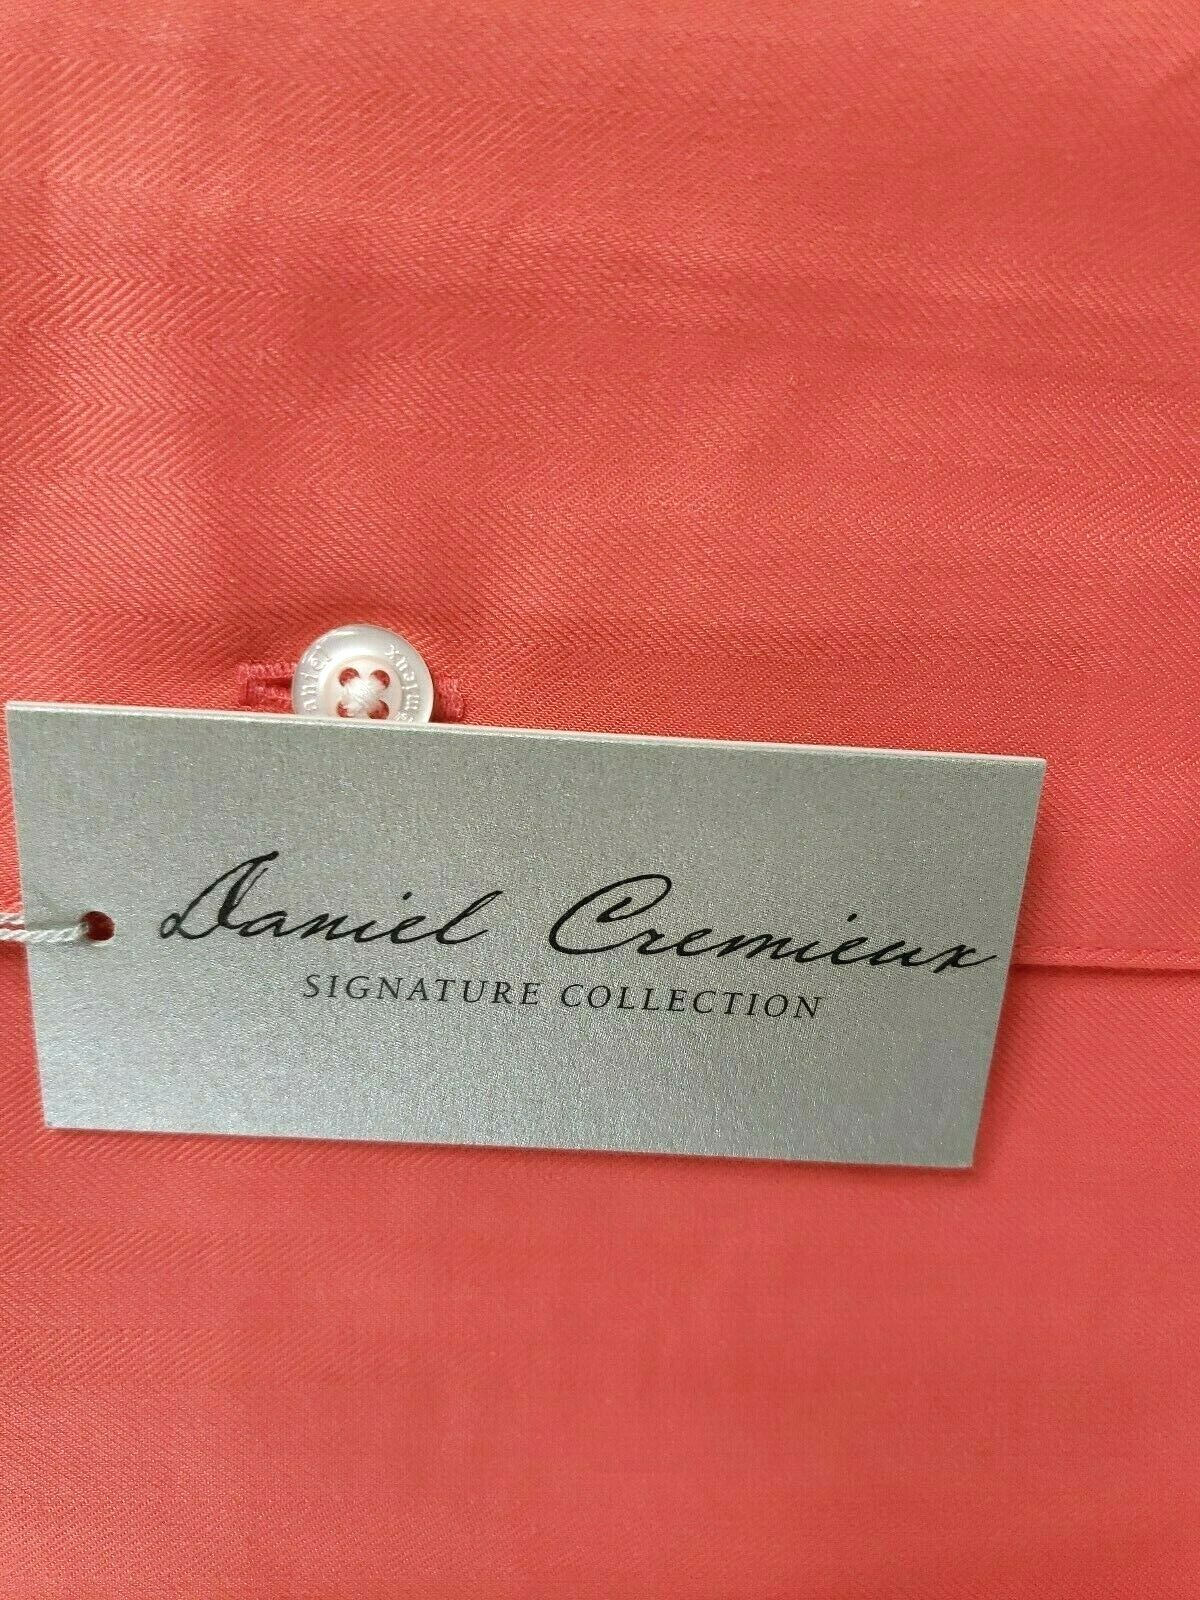 Daniel Cremieux
SIGNATURE COLLECTION